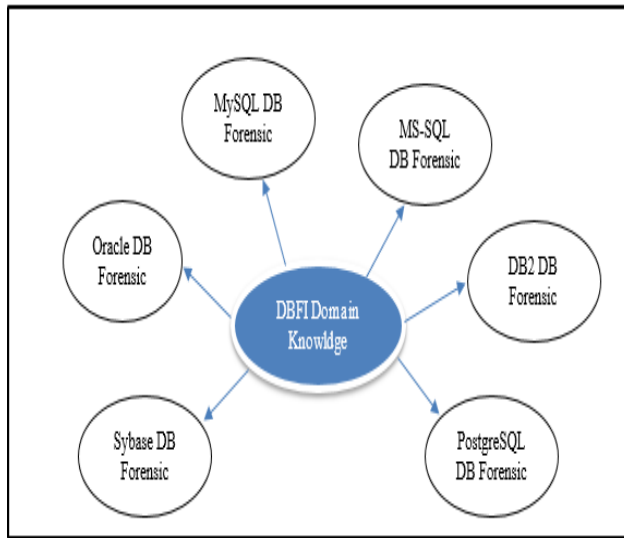 MySQL DB
Forensic
MS-SQL
DB Forensic
Oracle DB
Forensic
DB2 DB
Forensic
DBFI Domain
Knowldge
Sybase DB
Forensic
PostgreSQL
DB Forensic